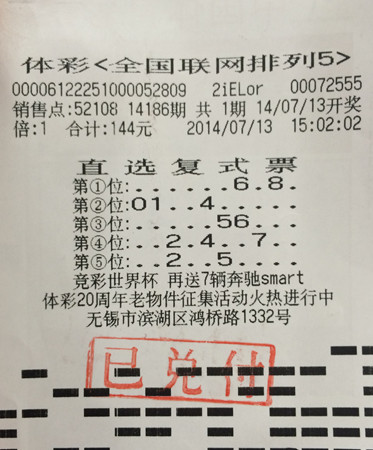 体彩<全国联网排列5>
00006122251000052809 2iELor 00072555
销售点:52108 14186期 共1期 14/07/13开奖
倍:1 合计:144元 2014/07/13 15:02:02
直选复式票
第①位:......6.8.
第②位:01..4.....
第③位:.....56...
第④位:..2.4..7..
第⑤位:..2..5....
竞彩世界杯 再送7辆奔驰smart
体彩20周年老物件征集活动火热进行中
无锡市滨湖区鸿桥路1332号
已兑付